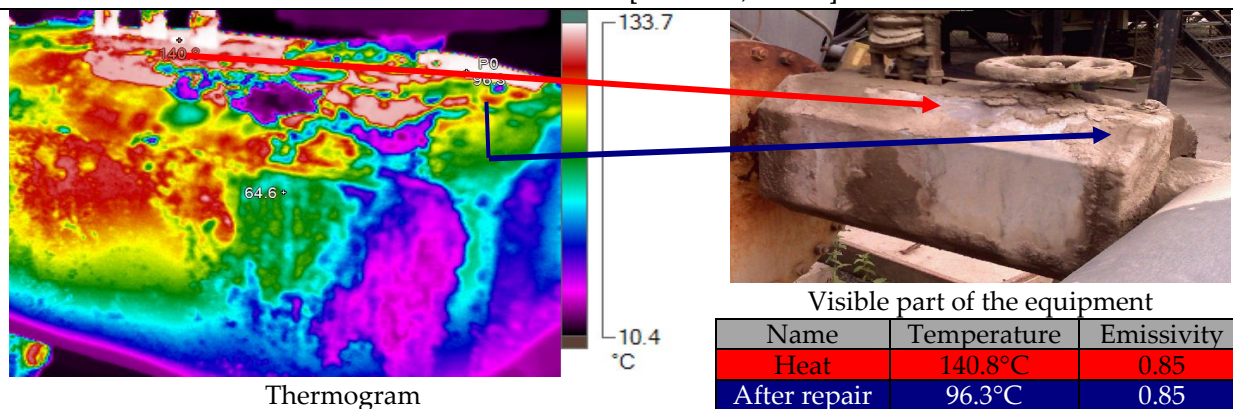 133.7
140.8
P0
96.3
64.6
10.4
°C
Thermogram
Visible part of the equipment
Name Temperature Emissivity
Heat 140.8°C 0.85
After repair 96.3°C 0.85